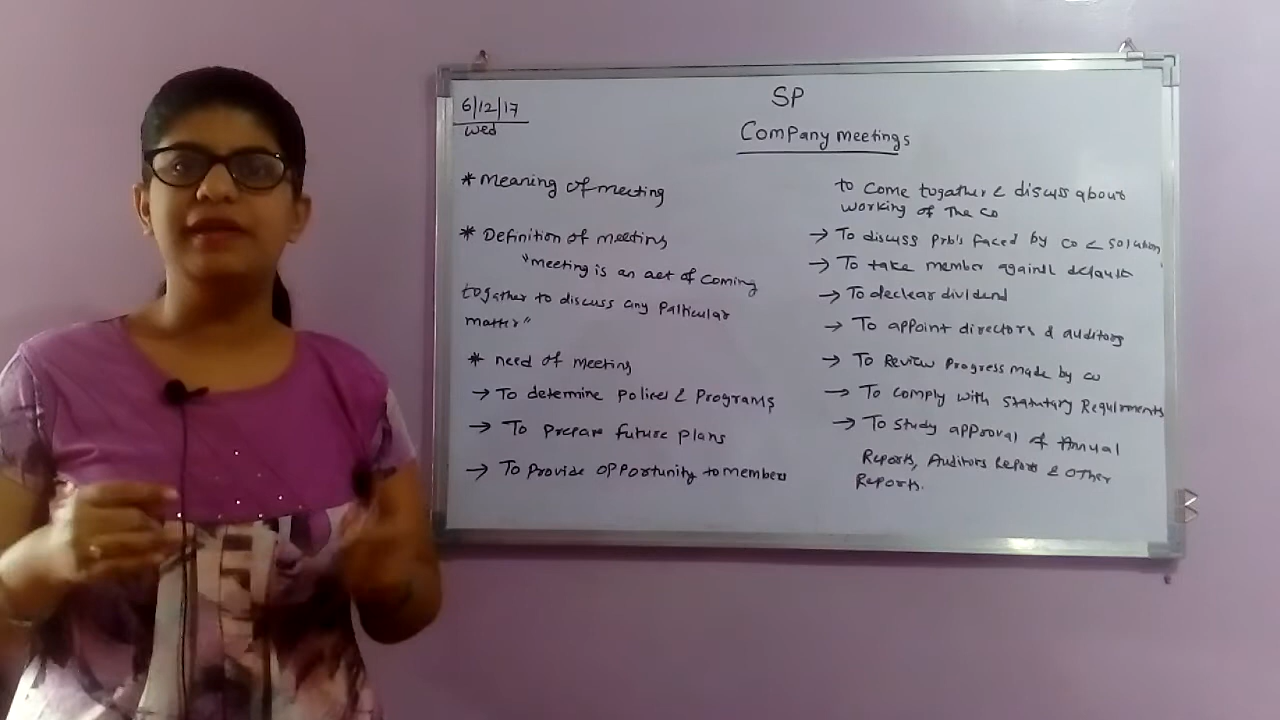 6/12/17
Wed
SP
Company meetings
* Meaning of meeting
* Definition of meeting
"Meeting is an act of coming
together to discuss any particular
matter"
* need of meeting
→ To determine Polices & Programs
→ To prepare future plans
→ To provide opportunity to members
to come togather & discuss about
working of the co
→ To discuss Prb's faced by co & solution
→ To take member against default
→ To declear dividend
→ To appoint directors & auditors
→ To Review Progress made by co
→ To comply with statutary Requirments
→ To study approval of Annual
Reports, Auditors Report & other
Reports.